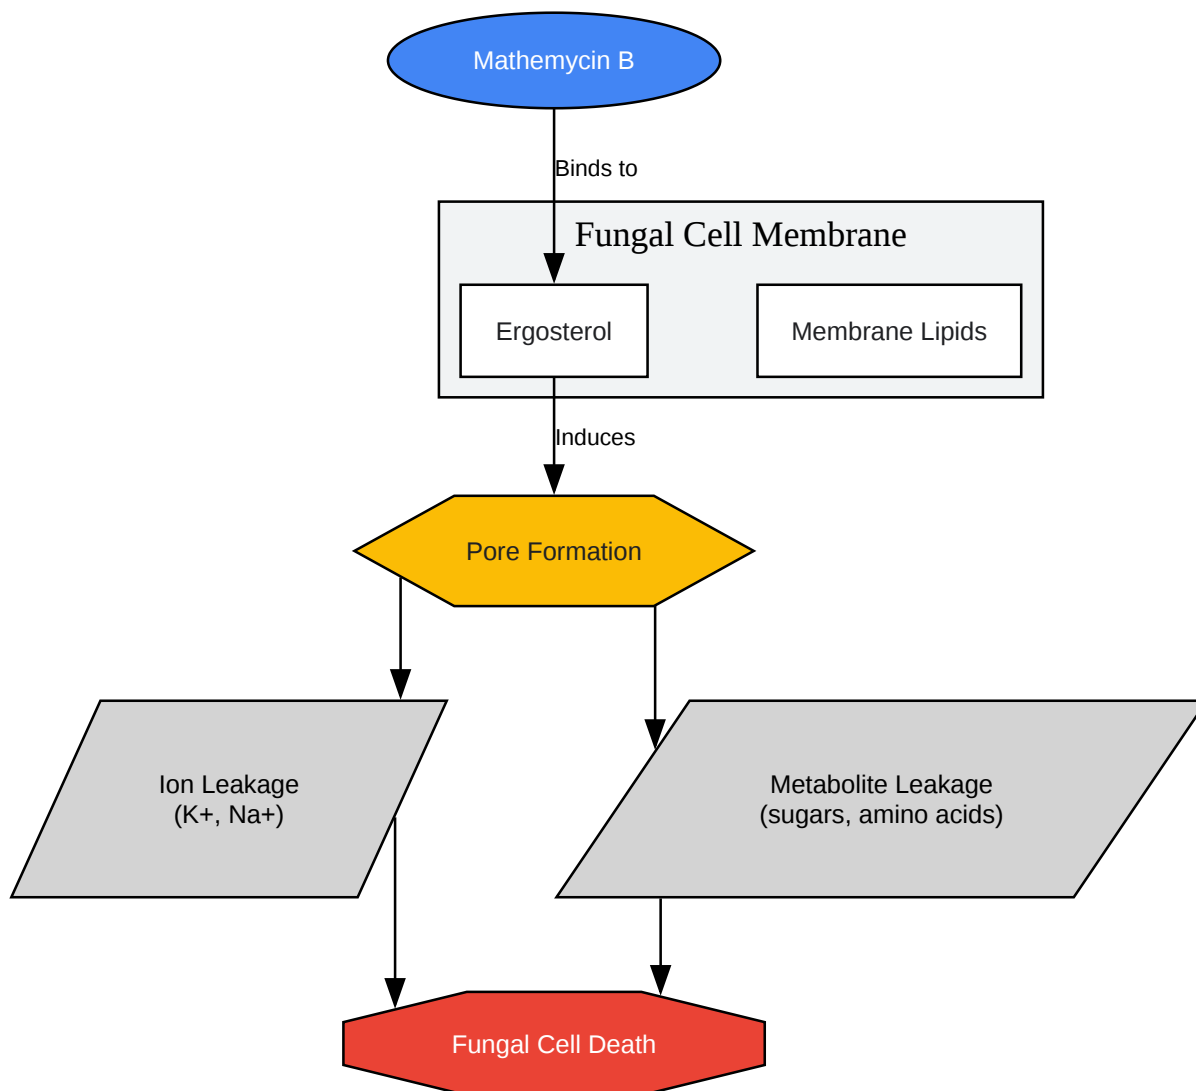 Mathemycin B
Binds to
Fungal Cell Membrane
Ergosterol
Membrane Lipids
Induces
Pore Formation
Ion Leakage
(K+, Na+)
Metabolite Leakage
(sugars, amino acids)
Fungal Cell Death